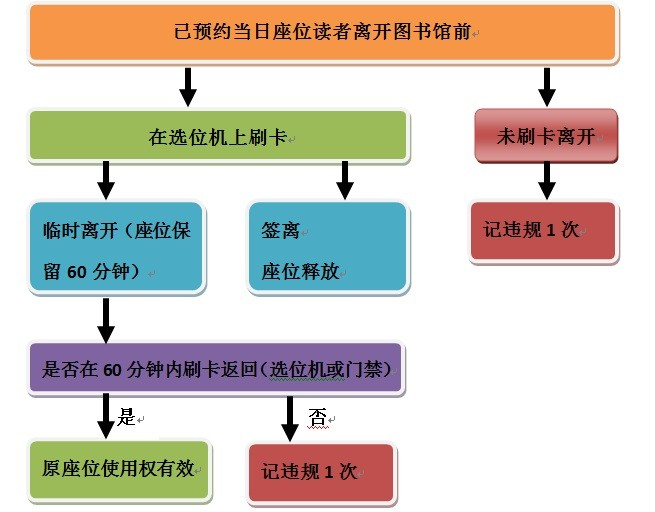 已预约当日座位读者离开图书馆前
在选位机上刷卡
未刷卡离开
临时离开（座位保
留60分钟）
签离
座位释放
记违规1次
是否在60分钟内刷卡返回（选位机或门禁）
是
否
原座位使用权有效
记违规1次